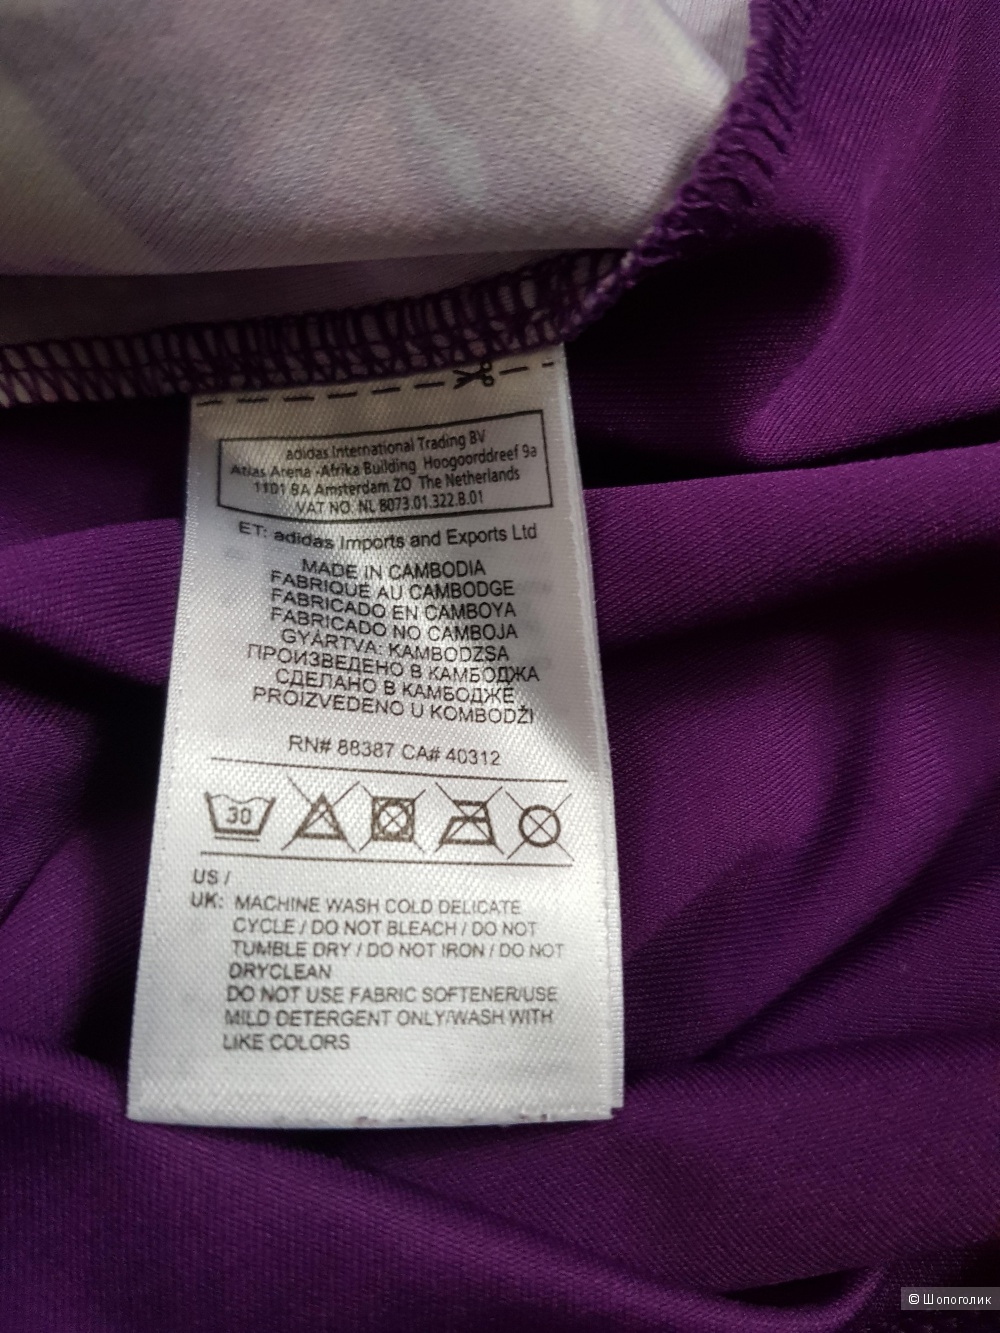 adidas International Trading BV
Atlas Arena -Afrika Building Hoogoorddreef 9a
1101 BA Amsterdam ZO The Netherlands
VAT NO. NL 8073.01.322.B.01
ET: adidas Imports and Exports Ltd
MADE IN CAMBODIA
FABRIQUÉ AU CAMBODGE
FABRICADO EN CAMBOYA
FABRICADO NO CAMBOJA
GYÁRTVA: KAMBODZSA
ПРОИЗВЕДЕНО В КАМБОДЖА
СДЕЛАНО В КАМБОДЖЕ
PROIZVEDENO U KOMBODŽI
RN# 88387 CA# 40312
30
US /
UK: MACHINE WASH COLD DELICATE
CYCLE / DO NOT BLEACH / DO NOT
TUMBLE DRY / DO NOT IRON / DO NOT
DRYCLEAN
DO NOT USE FABRIC SOFTENER/USE
MILD DETERGENT ONLY/WASH WITH
LIKE COLORS
© Шопоголик